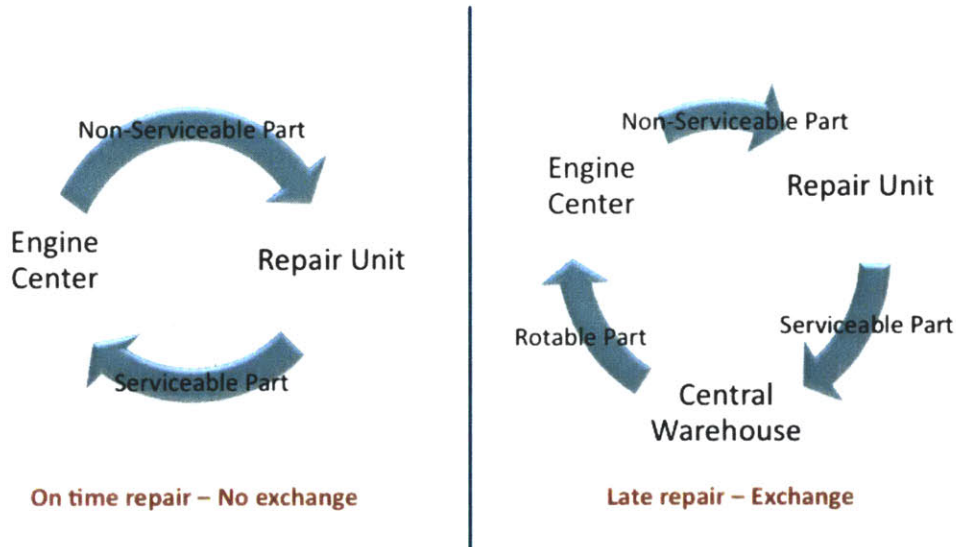 Non-Serviceable Part
Engine
Center
Repair Unit
Serviceable Part
On time repair – No exchange
Non-Serviceable Part
Engine
Center
Repair Unit
Rotable Part
Serviceable Part
Central
Warehouse
Late repair – Exchange